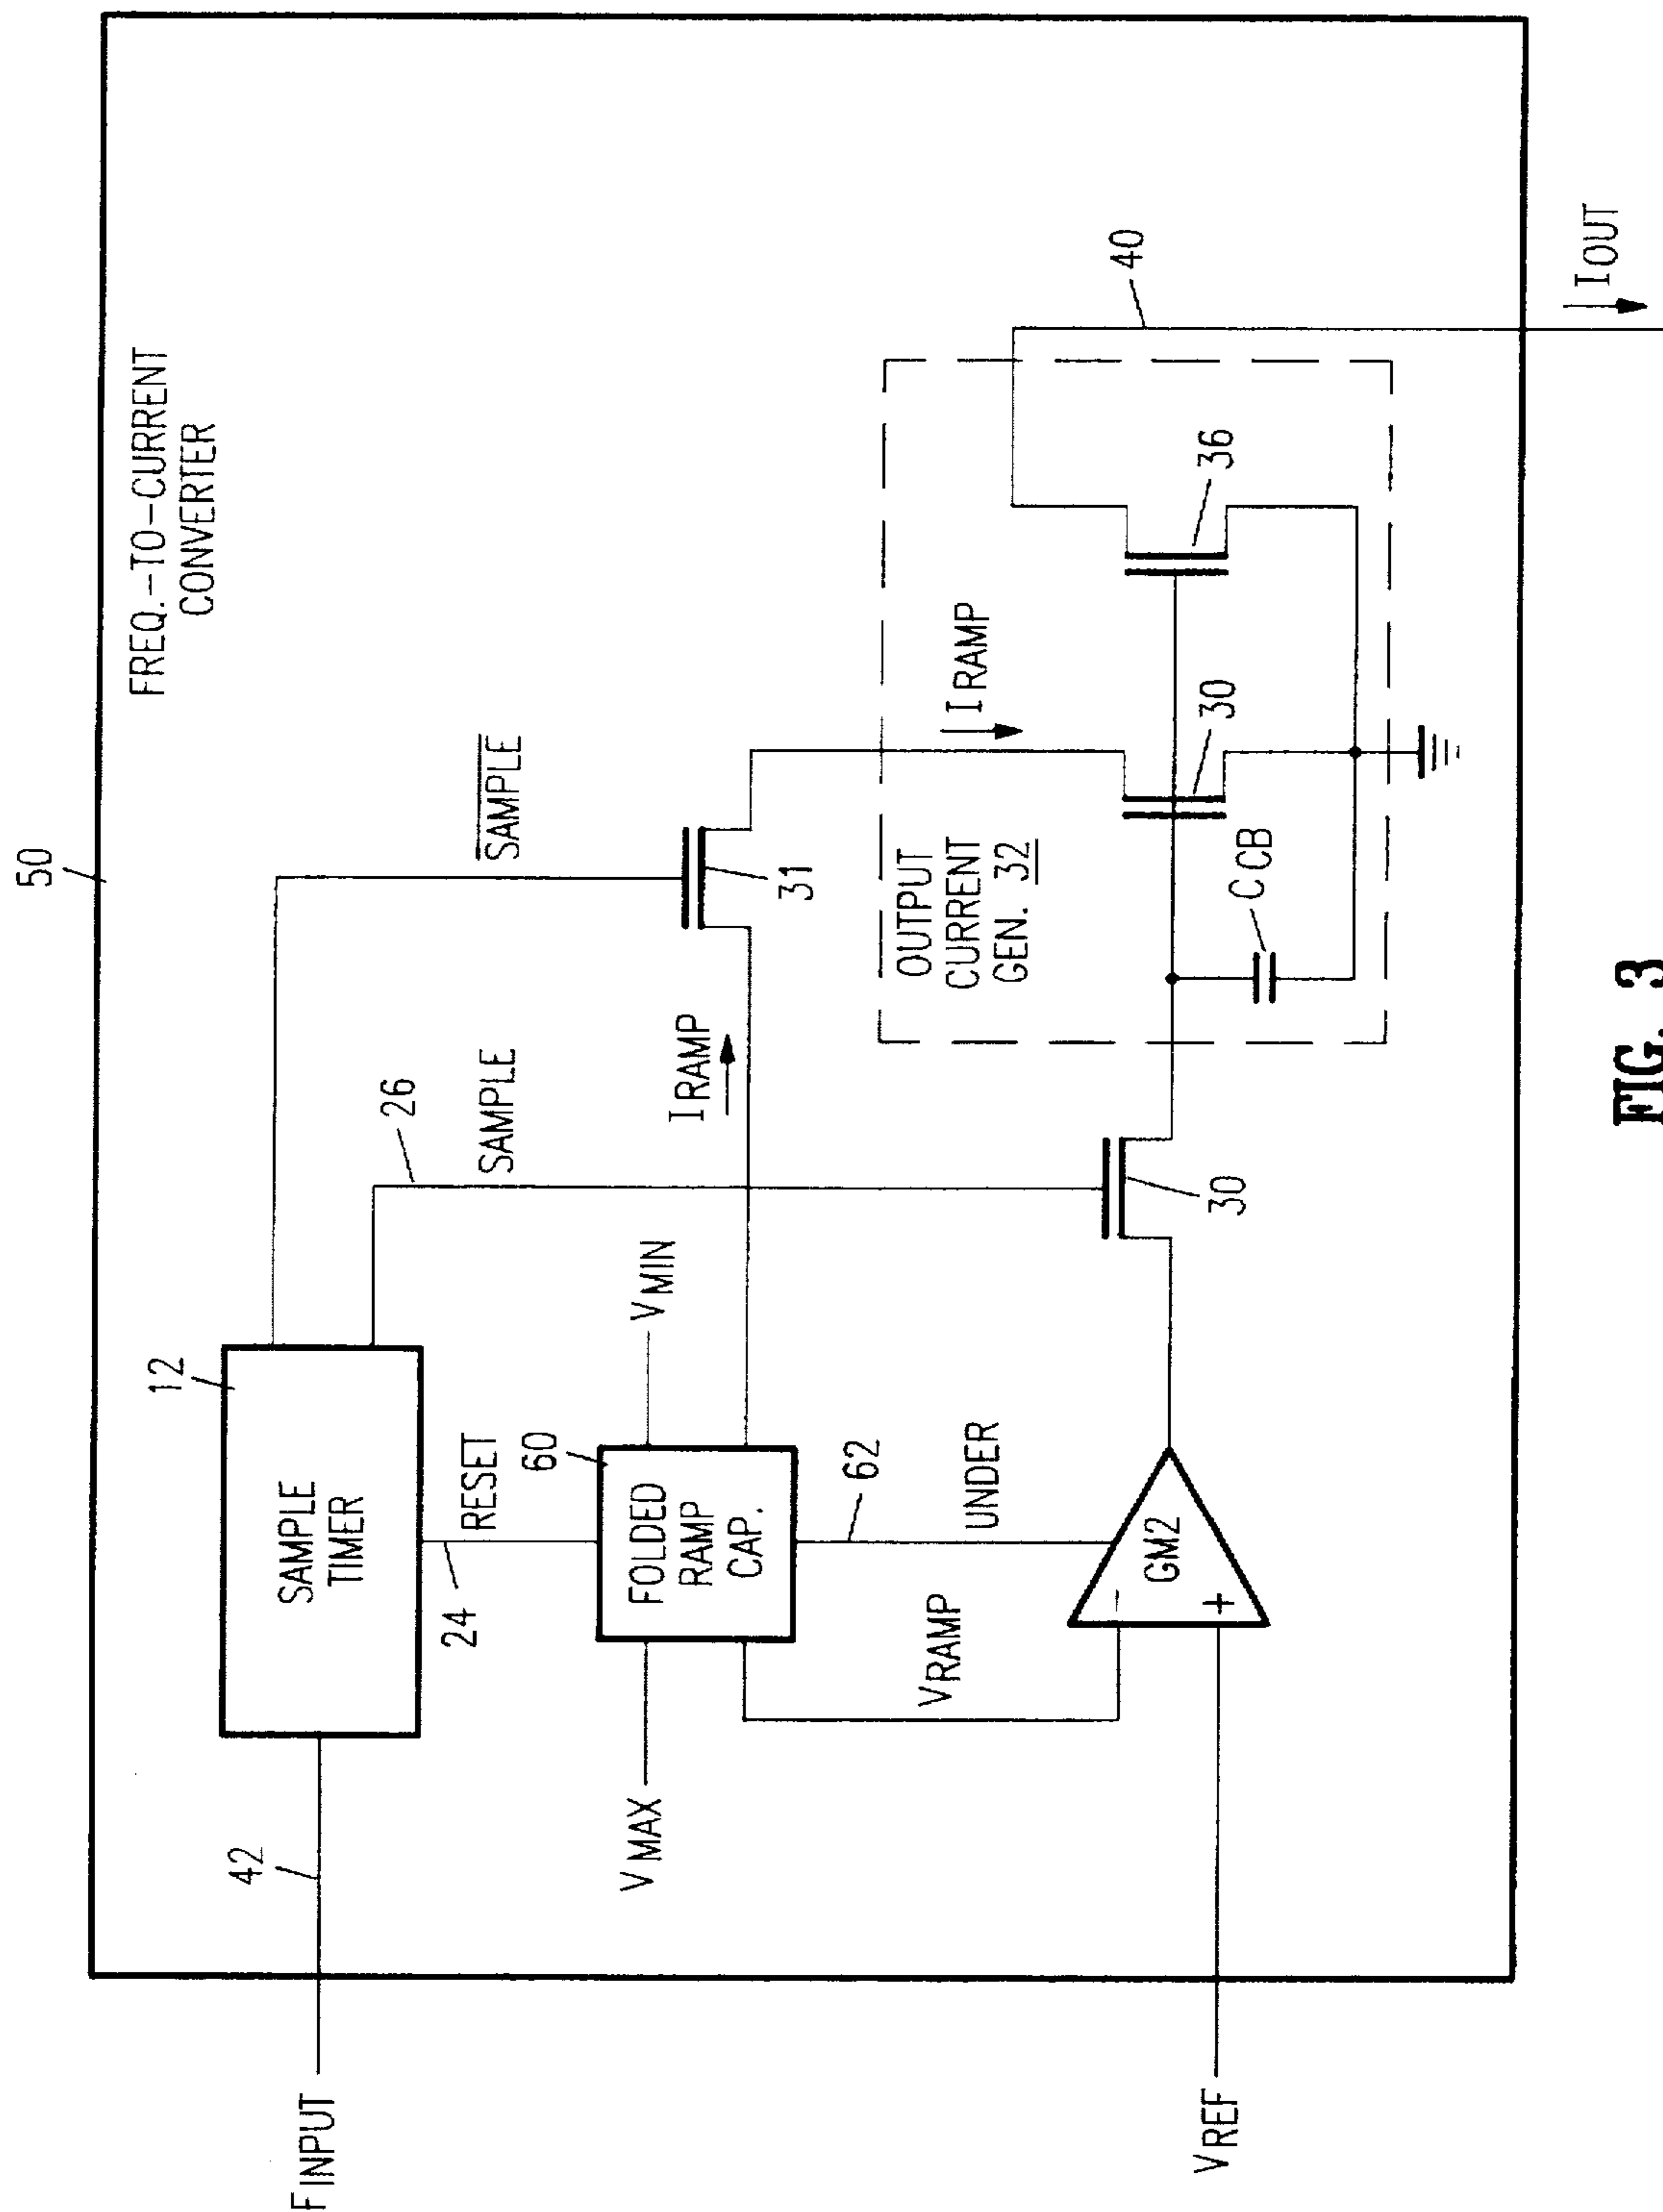 50
FREQ.-TO-CURRENT
CONVERTER
12
SAMPLE
TIMER
42
FINPUT
SAMPLE
26
SAMPLE
RESET
24
60
FOLDED
RAMP
CAP.
VMAX
VMIN
IRAMP
31
62
UNDER
VRAMP
GM2
-
+
VREF
30
OUTPUT
CURRENT
GEN. 32
IRAMP
30
36
CCB
40
IOUT
FIG. 3